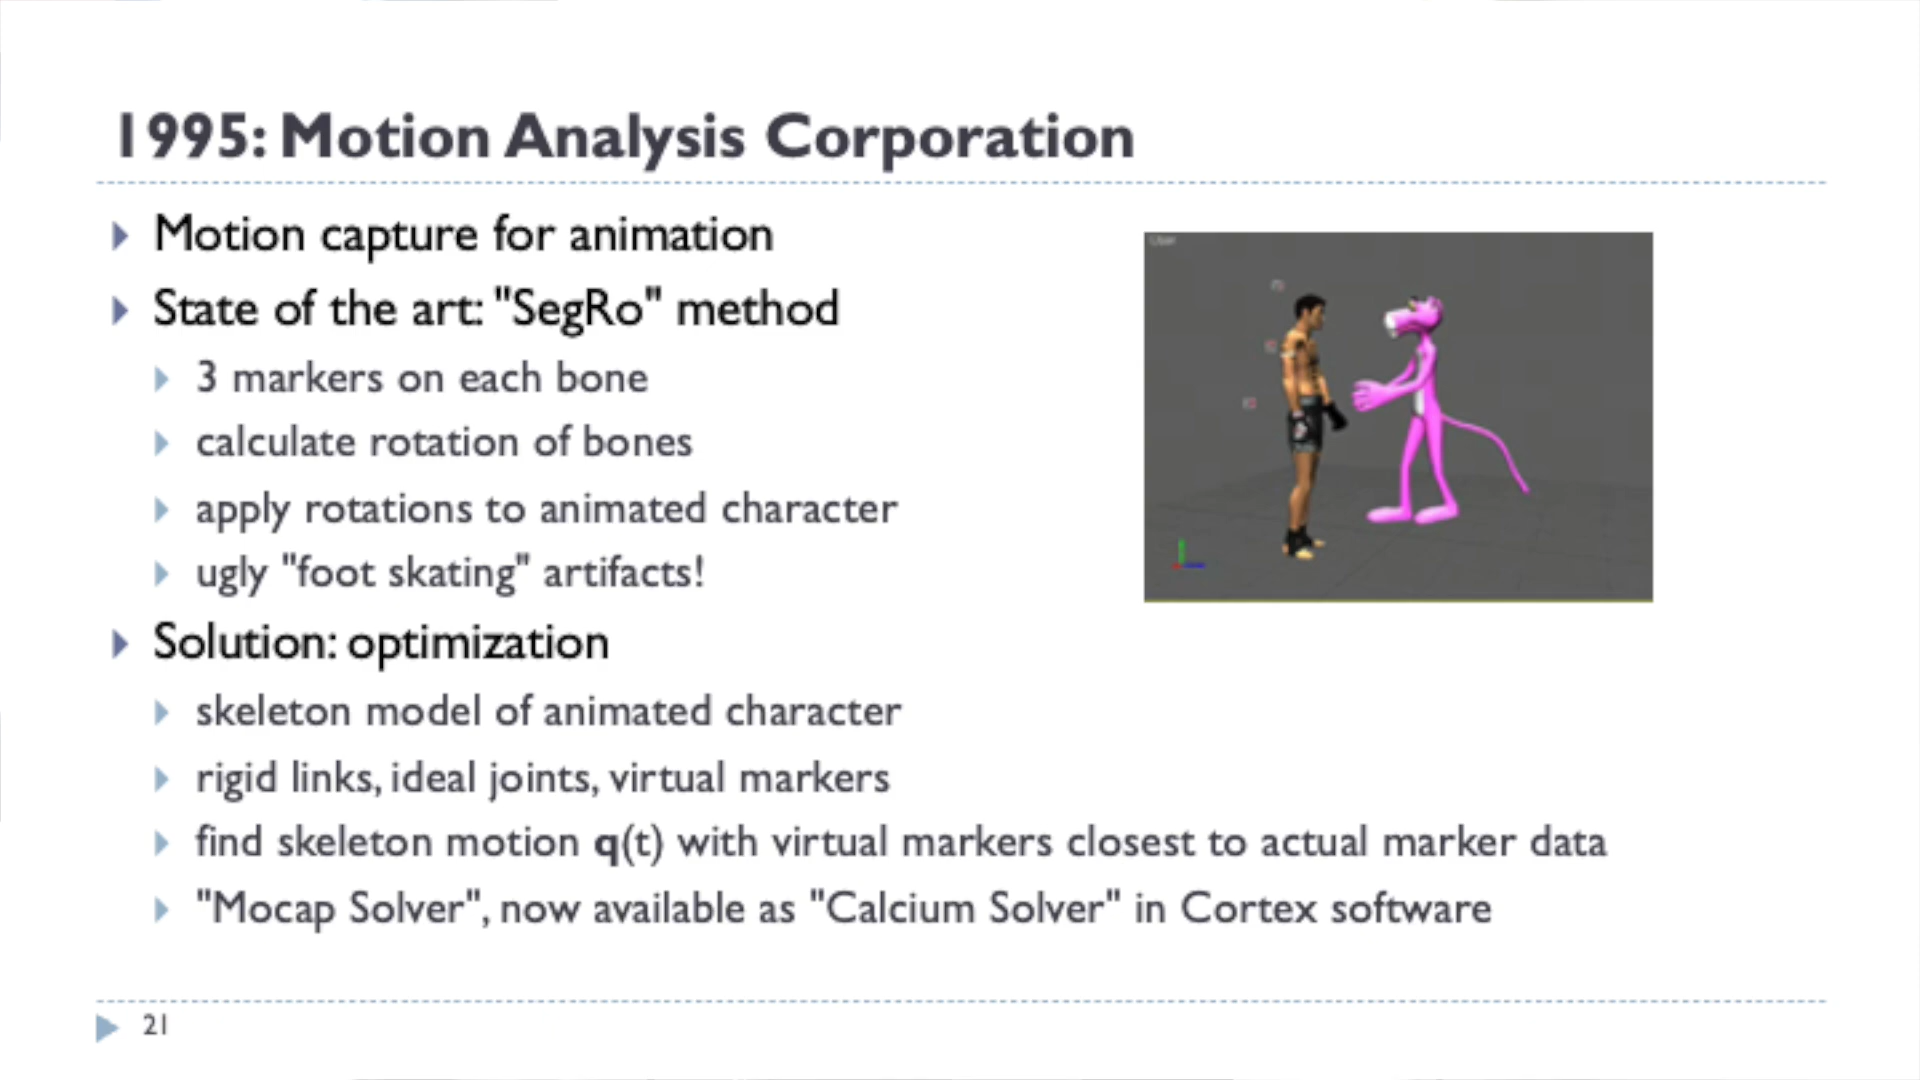 1995: Motion Analysis Corporation
Motion capture for animation
State of the art: "SegRo" method
3 markers on each bone
calculate rotation of bones
apply rotations to animated character
ugly "foot skating" artifacts!
Solution: optimization
skeleton model of animated character
rigid links, ideal joints, virtual markers
find skeleton motion q(t) with virtual markers closest to actual marker data
"Mocap Solver", now available as "Calcium Solver" in Cortex software
User
21